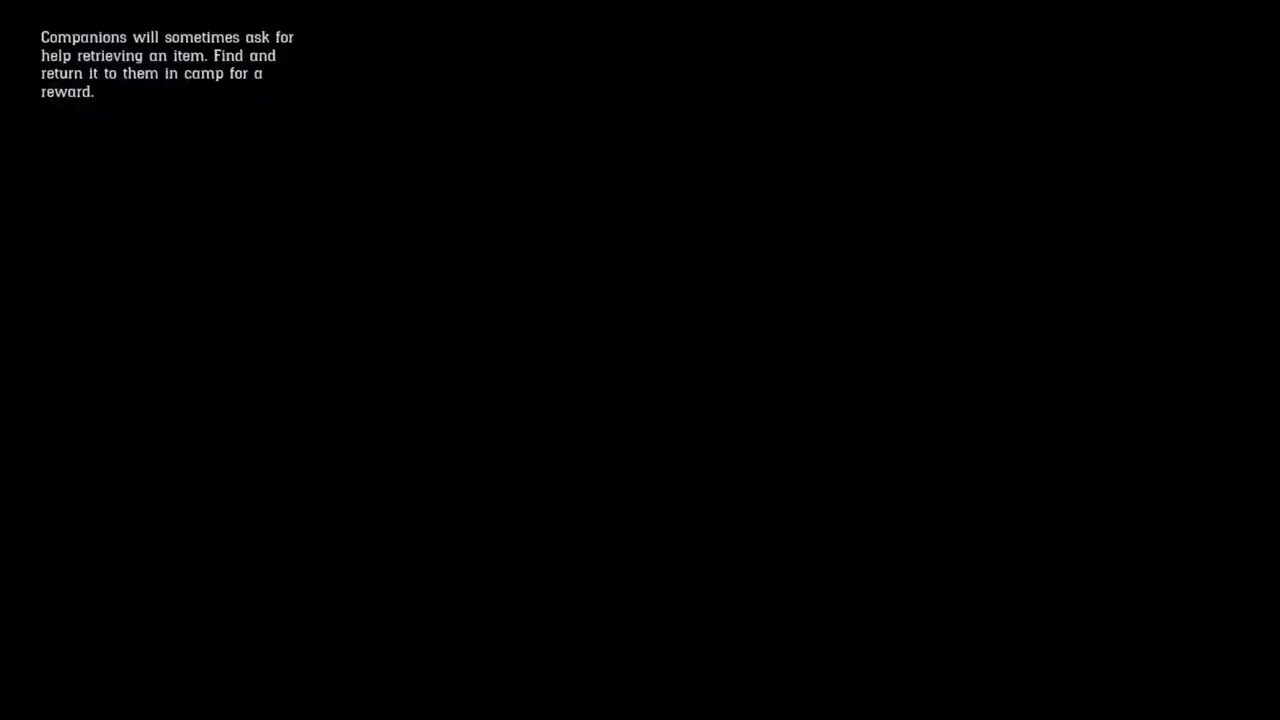 Companions will sometimes ask for
help retrieving an item. Find and
return it to them in camp for a
reward.